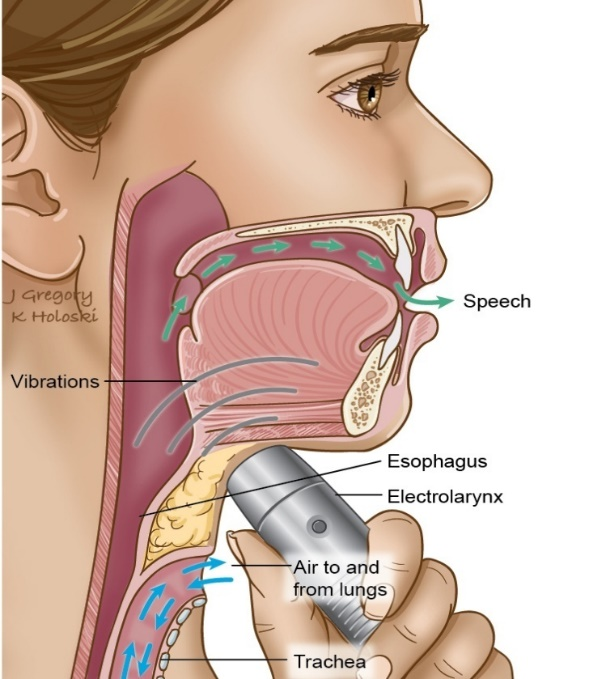 J Gregory
K Holoski
Speech
Vibrations
Esophagus
Electrolarynx
Air to and
from lungs
Trachea